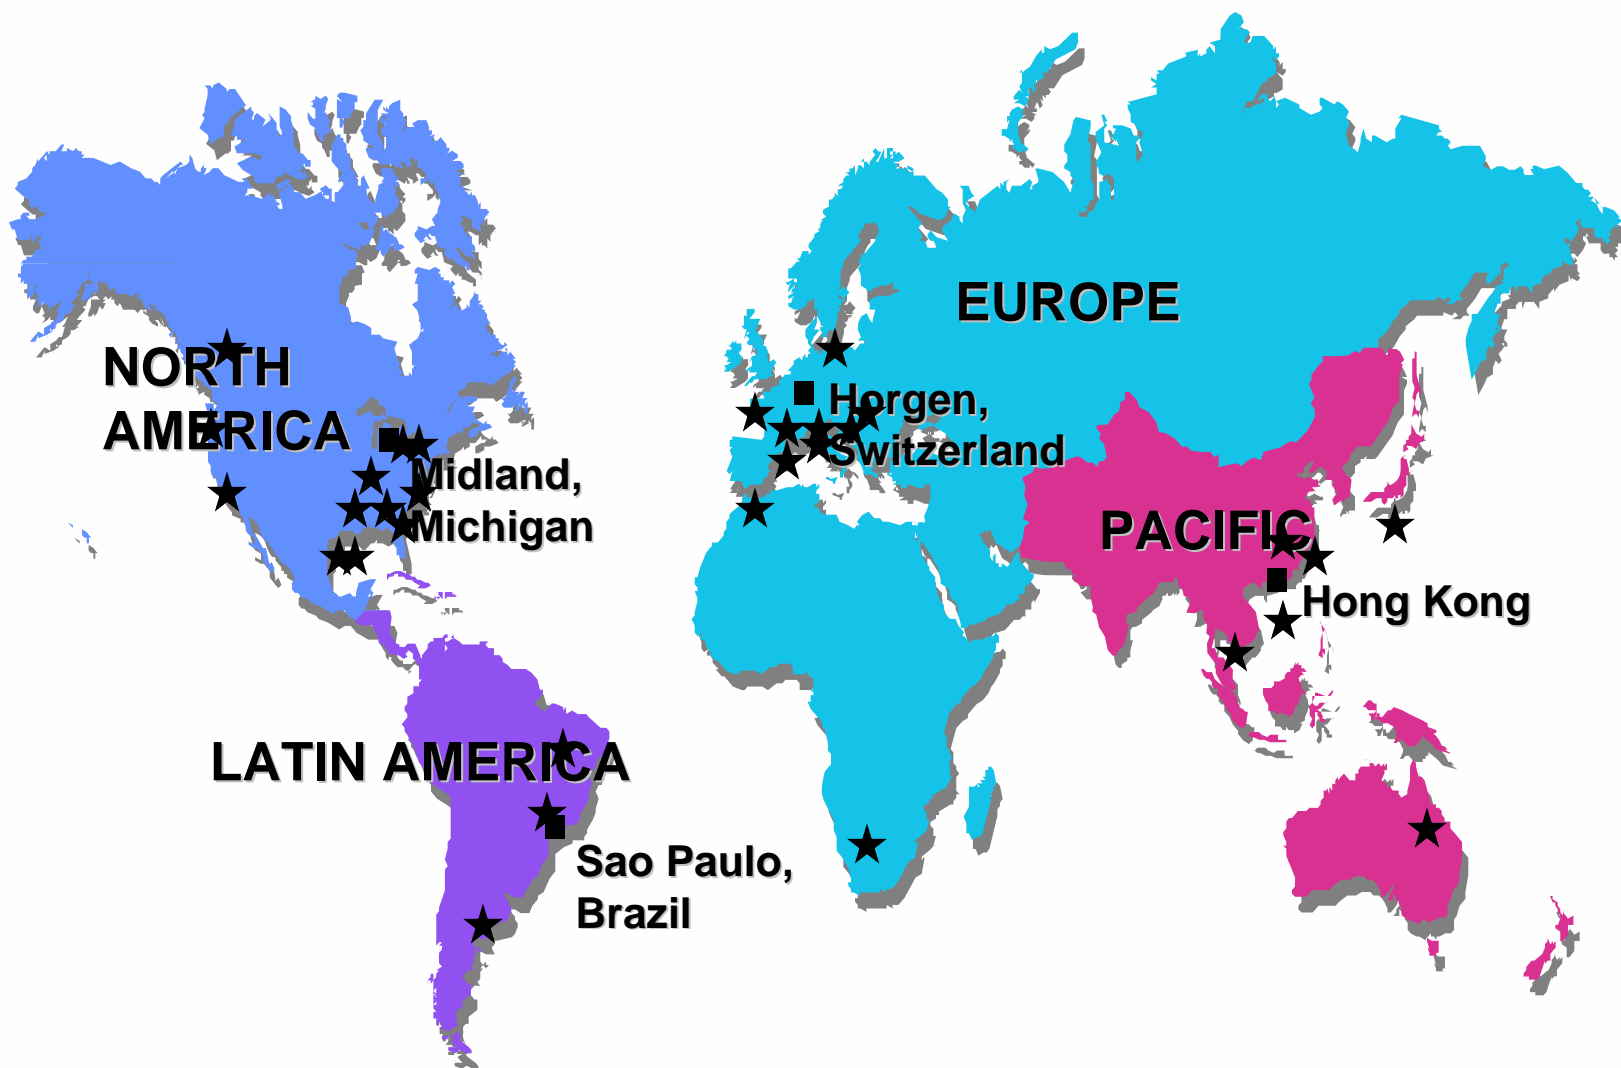 EUROPE
NORTH
AMERICA
Horgen,
Switzerland
Midland,
Michigan
PACIFIC
Hong Kong
LATIN AMERICA
Sao Paulo,
Brazil